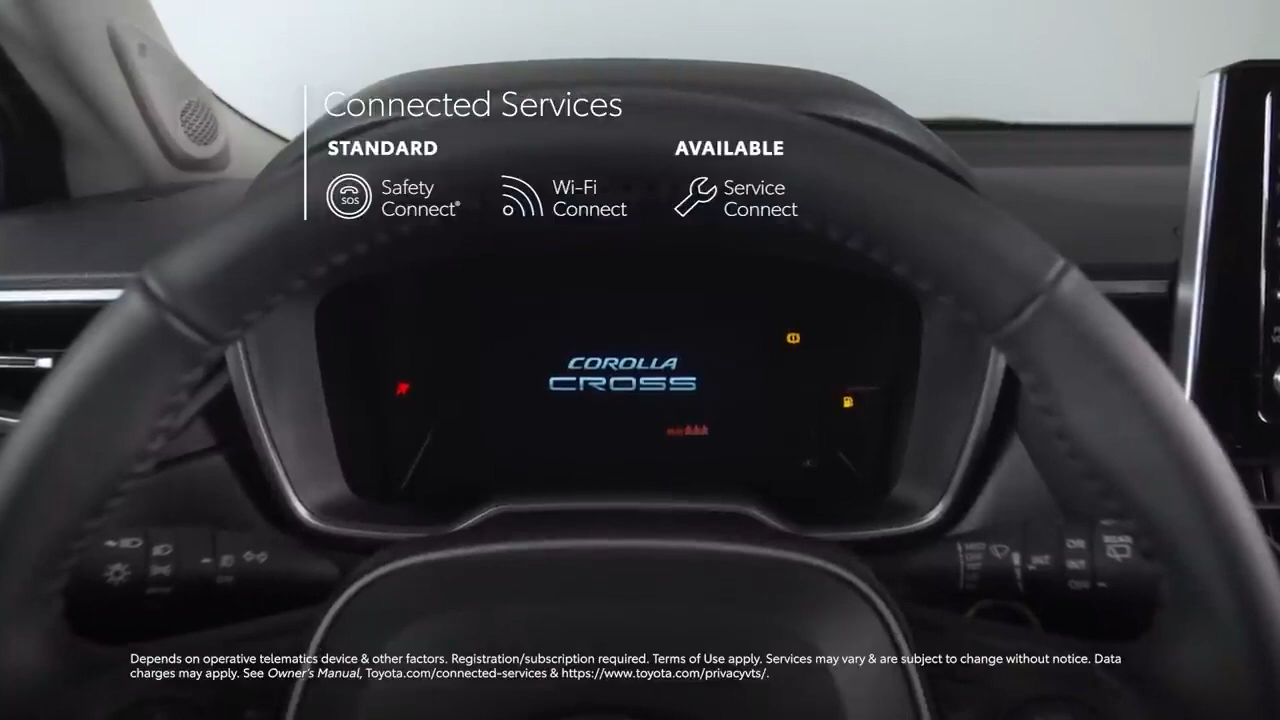 Connected Services
STANDARD
AVAILABLE
Safety
Connect®
Wi-Fi
Connect
Service
Connect
SOS
COROLLA
CROSS
Depends on operative telematics device & other factors. Registration/subscription required. Terms of Use apply. Services may vary & are subject to change without notice. Data
charges may apply. See Owner's Manual, Toyota.com/connected-services & https://www.toyota.com/privacyvts/.